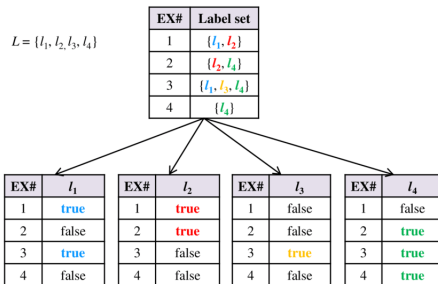 L = {l1, l2, l3, l4}
EX# Label set
1 {l1, l2}
2 {l2, l4}
3 {l1, l3, l4}
4 {l4}
EX# l1
1 true
2 false
3 true
4 false
EX# l2
1 true
2 true
3 false
4 false
EX# l3
1 false
2 false
3 true
4 false
EX# l4
1 false
2 true
3 true
4 true